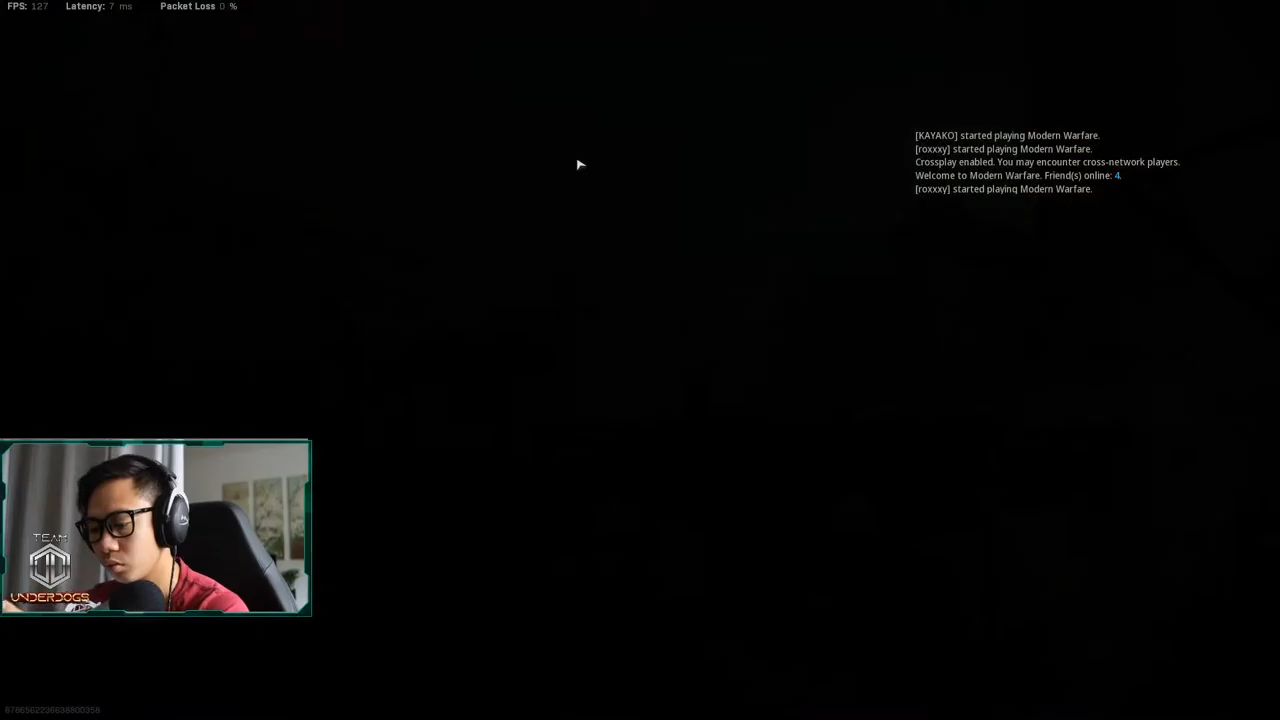 FPS: 127 Latency: 7 ms Packet Loss 0 %
[KAYAKO] started playing Modern Warfare.
[roxxxy] started playing Modern Warfare.
Crossplay enabled. You may encounter cross-network players.
Welcome to Modern Warfare. Friend(s) online: 4.
[roxxxy] started playing Modern Warfare.
TEAM
UNDERDOGS